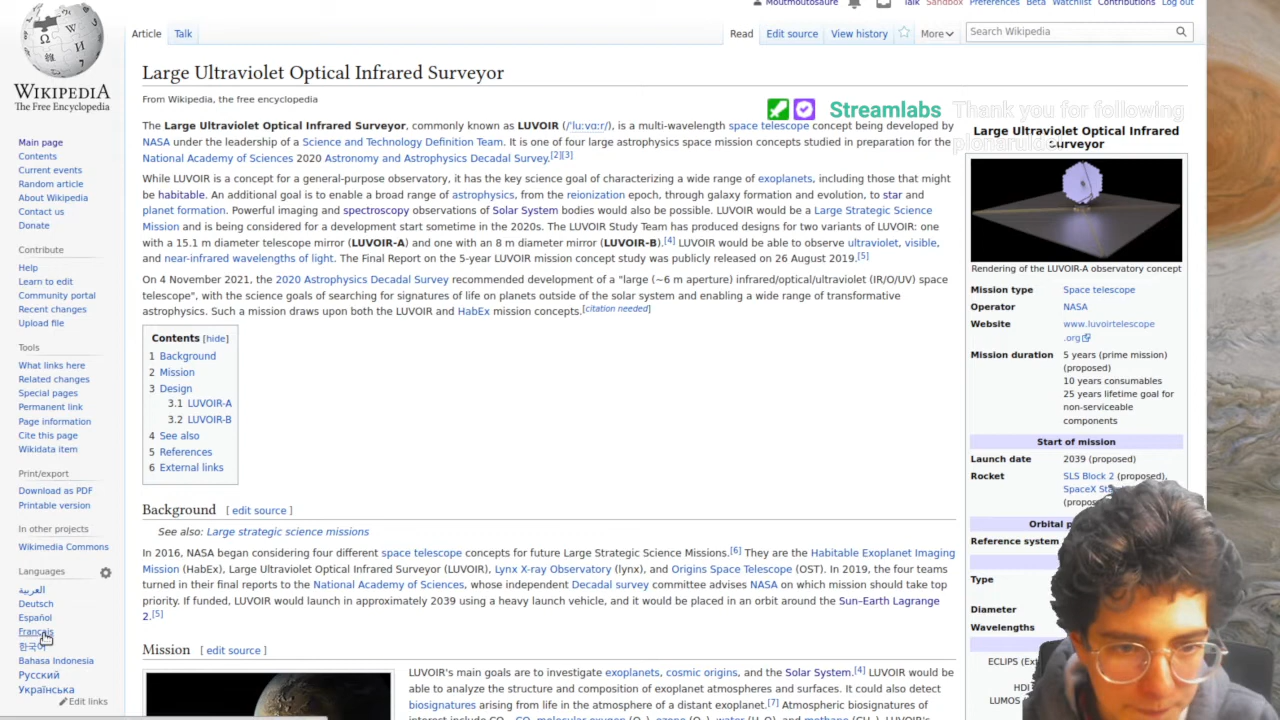 Moutmoutosaure Talk Sandbox Preferences Beta Watchlist Contributions Log out
Article Talk Read Edit source View history More Search Wikipedia
WIKIPEDIA
The Free Encyclopedia
Main page
Contents
Current events
Random article
About Wikipedia
Contact us
Donate
Contribute
Help
Learn to edit
Community portal
Recent changes
Upload file
Tools
What links here
Related changes
Special pages
Permanent link
Page information
Cite this page
Wikidata item
Print/export
Download as PDF
Printable version
In other projects
Wikimedia Commons
Languages
العربية
Deutsch
Español
Français
한국어
Bahasa Indonesia
Русский
Українська
Edit links
Large Ultraviolet Optical Infrared Surveyor
From Wikipedia, the free encyclopedia
Streamlabs Thank you for following
The Large Ultraviolet Optical Infrared Surveyor, commonly known as LUVOIR (/ˈluːvɑːr/), is a multi-wavelength space telescope concept being developed by
NASA under the leadership of a Science and Technology Definition Team. It is one of four large astrophysics space mission concepts studied in preparation for the
National Academy of Sciences 2020 Astronomy and Astrophysics Decadal Survey.[2][3]
While LUVOIR is a concept for a general-purpose observatory, it has the key science goal of characterizing a wide range of exoplanets, including those that might
be habitable. An additional goal is to enable a broad range of astrophysics, from the reionization epoch, through galaxy formation and evolution, to star and
planet formation. Powerful imaging and spectroscopy observations of Solar System bodies would also be possible. LUVOIR would be a Large Strategic Science
Mission and is being considered for a development start sometime in the 2020s. The LUVOIR Study Team has produced designs for two variants of LUVOIR: one
with a 15.1 m diameter telescope mirror (LUVOIR-A) and one with an 8 m diameter mirror (LUVOIR-B).[4] LUVOIR would be able to observe ultraviolet, visible,
and near-infrared wavelengths of light. The Final Report on the 5-year LUVOIR mission concept study was publicly released on 26 August 2019.[5]
On 4 November 2021, the 2020 Astrophysics Decadal Survey recommended development of a "large (~6 m aperture) infrared/optical/ultraviolet (IR/O/UV) space
telescope", with the science goals of searching for signatures of life on planets outside of the solar system and enabling a wide range of transformative
astrophysics. Such a mission draws upon both the LUVOIR and HabEx mission concepts.[citation needed]
Contents [hide]
1 Background
2 Mission
3 Design
3.1 LUVOIR-A
3.2 LUVOIR-B
4 See also
5 References
6 External links
Background [ edit source ]
See also: Large strategic science missions
In 2016, NASA began considering four different space telescope concepts for future Large Strategic Science Missions.[6] They are the Habitable Exoplanet Imaging
Mission (HabEx), Large Ultraviolet Optical Infrared Surveyor (LUVOIR), Lynx X-ray Observatory (lynx), and Origins Space Telescope (OST). In 2019, the four teams
turned in their final reports to the National Academy of Sciences, whose independent Decadal survey committee advises NASA on which mission should take top
priority. If funded, LUVOIR would launch in approximately 2039 using a heavy launch vehicle, and it would be placed in an orbit around the Sun–Earth Lagrange
2.[5]
Mission [ edit source ]
LUVOIR's main goals are to investigate exoplanets, cosmic origins, and the Solar System.[4] LUVOIR would be
able to analyze the structure and composition of exoplanet atmospheres and surfaces. It could also detect
biosignatures arising from life in the atmosphere of a distant exoplanet.[7] Atmospheric biosignatures of
Large Ultraviolet Optical Infrared
Surveyor
Rendering of the LUVOIR-A observatory concept
Mission type Space telescope
Operator NASA
Website www.luvoirtelescope
.org
Mission duration 5 years (prime mission)
(proposed)
10 years consumables
25 years lifetime goal for
non-serviceable
components
Start of mission
Launch date 2039 (proposed)
Rocket SLS Block 2 (proposed),
SpaceX
Orbital
Reference system
Type
Diameter
Wavelengths
ECLIPS
HDI
LUMOS